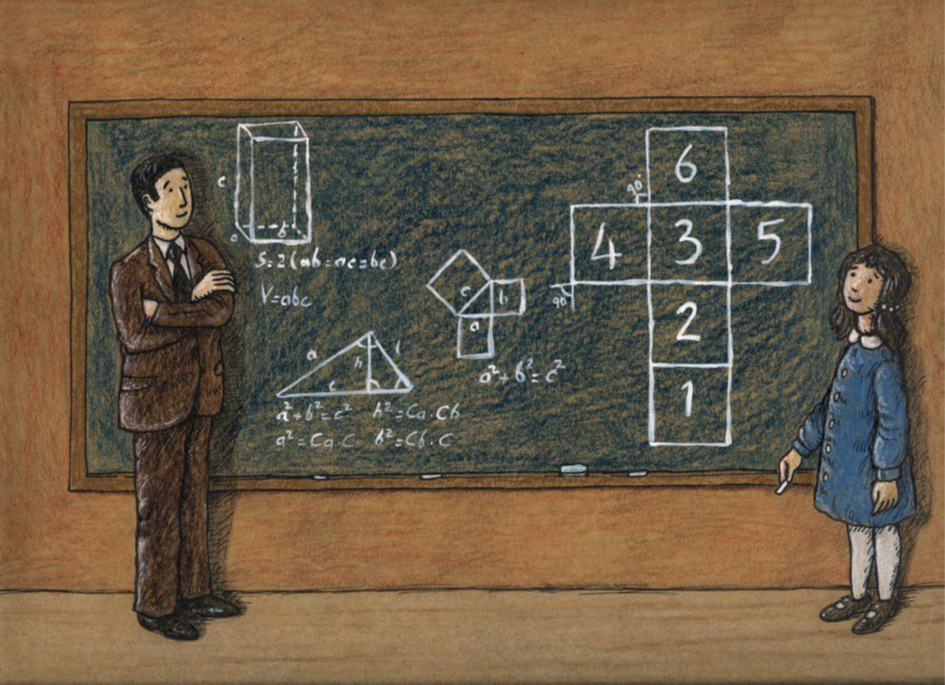 c
a b
S=2(ab=ac=bc)
V=abc
a
h
c
a²+b²=c² h²=Ca.Cb
a²=Ca.C b²=Cb.C
c b
a
a²+b²=c²
6
90°
4 3 5
90°
2
1